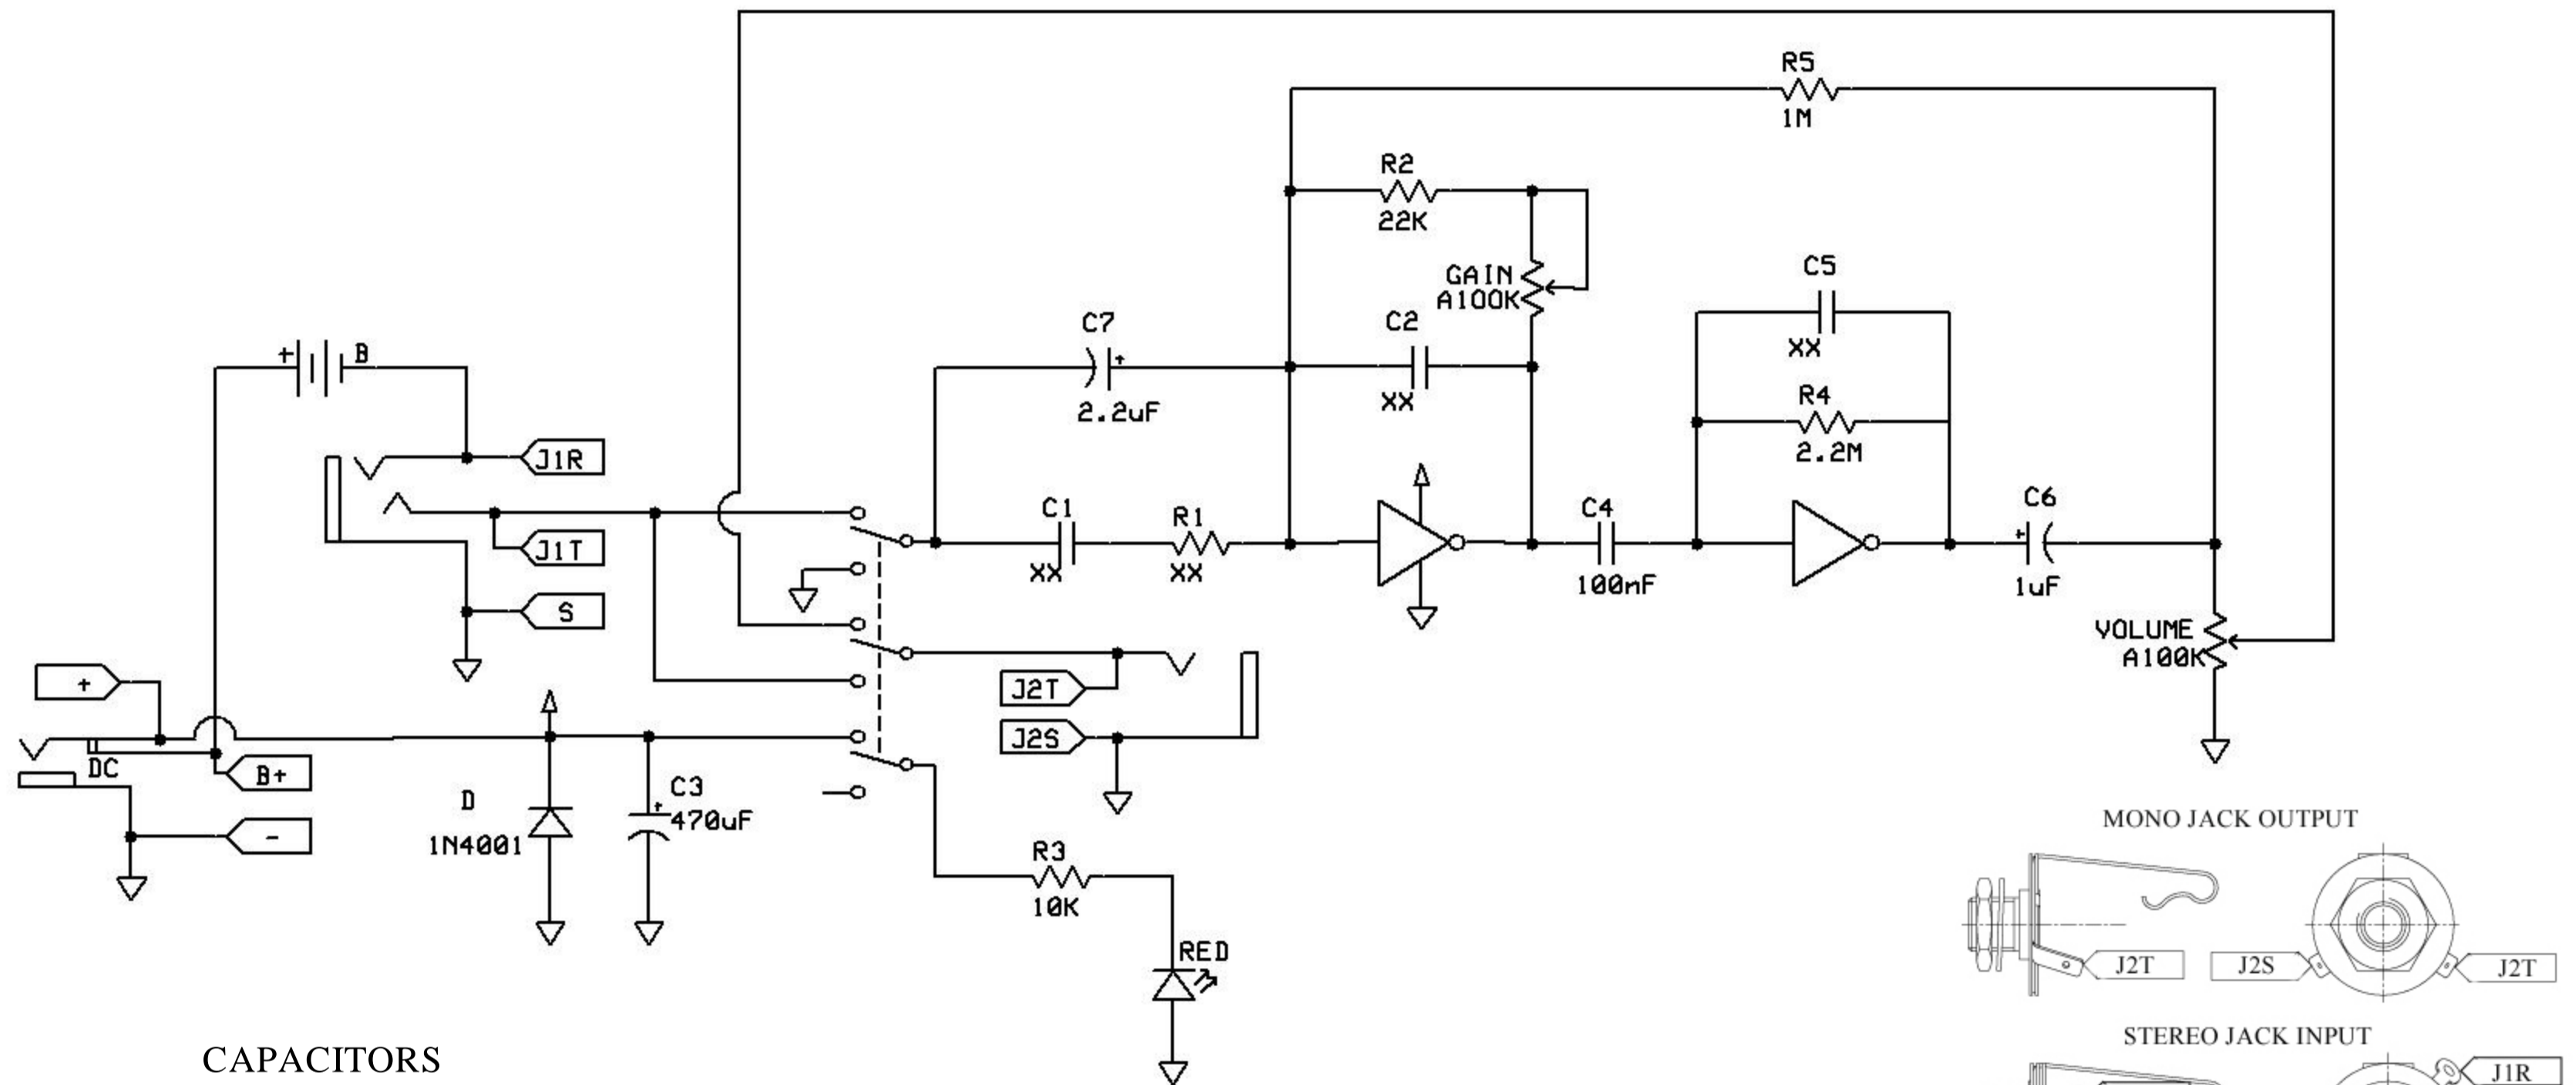 R5
1M
R2
22K
GAIN
A100K
C5
XX
C7
2.2uF
C2
XX
R4
2.2M
+
B
J1R
J1T
S
C1
XX
R1
XX
C4
100nF
C6
+
1uF
VOLUME
A100K
+
DC
B+
-
D
1N4001
C3
+
470uF
J2T
J2S
R3
10K
RED
+
MONO JACK OUTPUT
J2T
J2S
J2T
STEREO JACK INPUT
J1R
CAPACITORS